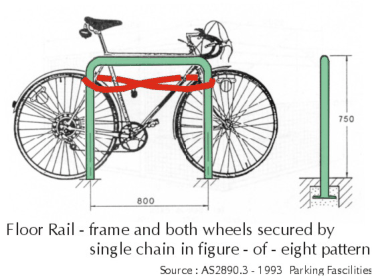 750
800
Floor Rail - frame and both wheels secured by
single chain in figure - of - eight pattern
Source : AS2890.3 - 1993 Parking Fascilities